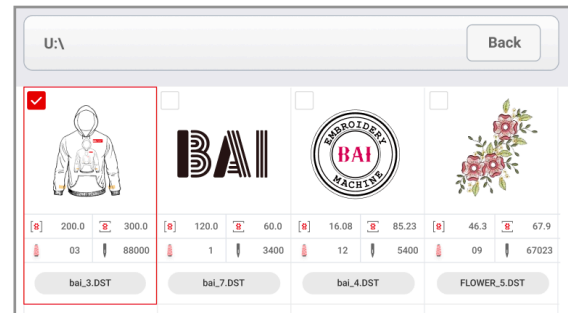 U:\
Back
BAI
EMBROIDERY
BAI
MACHINE
200.0 300.0 120.0 60.0 16.08 85.23 46.3 67.9
03 88000 1 3400 12 5400 09 67023
bai_3.DST bai_7.DST bai_4.DST FLOWER_5.DST